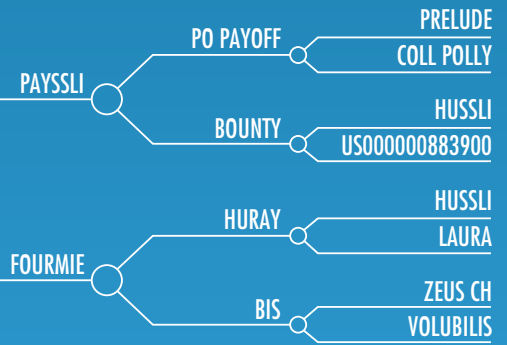 PRELUDE
PO PAYOFF
COLL POLLY
PAYSSLI
HUSSLI
BOUNTY
US000000883900
HUSSLI
HURAY
LAURA
FOURMIE
ZEUS CH
BIS
VOLUBILIS